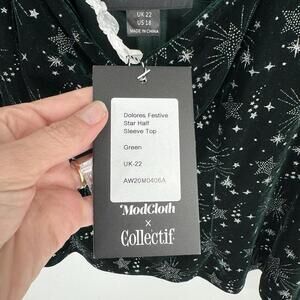 UK 22
US 18
MADE IN CHINA
Dolores Festive
Star Half
Sleeve Top
Green
UK-22
AW20M0406A
ModCloth
X
Collectif